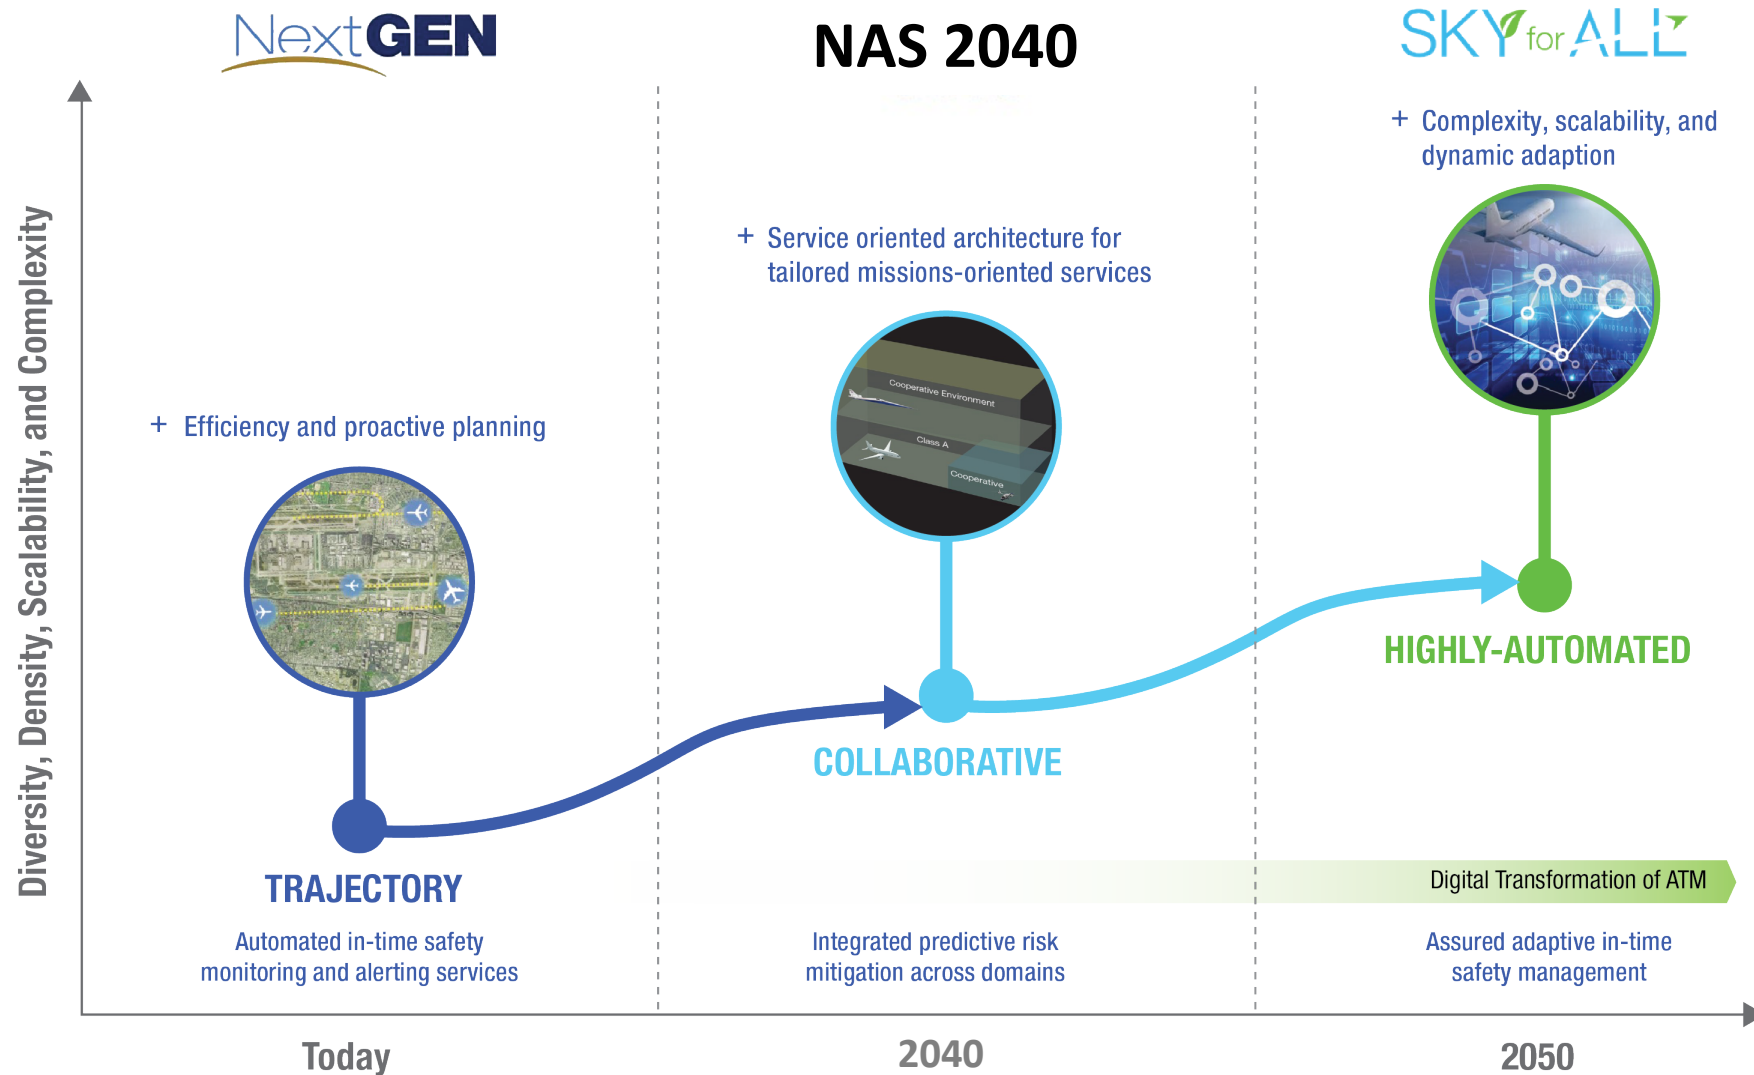 NextGEN
NAS 2040
SKY for ALL
+ Complexity, scalability, and
dynamic adaption
+ Service oriented architecture for
tailored missions-oriented services
+ Efficiency and proactive planning
Cooperative Environment
Class A
Cooperative
Diversity, Density, Scalability, and Complexity
HIGHLY-AUTOMATED
COLLABORATIVE
TRAJECTORY
Digital Transformation of ATM
Automated in-time safety
monitoring and alerting services
Integrated predictive risk
mitigation across domains
Assured adaptive in-time
safety management
Today
2040
2050